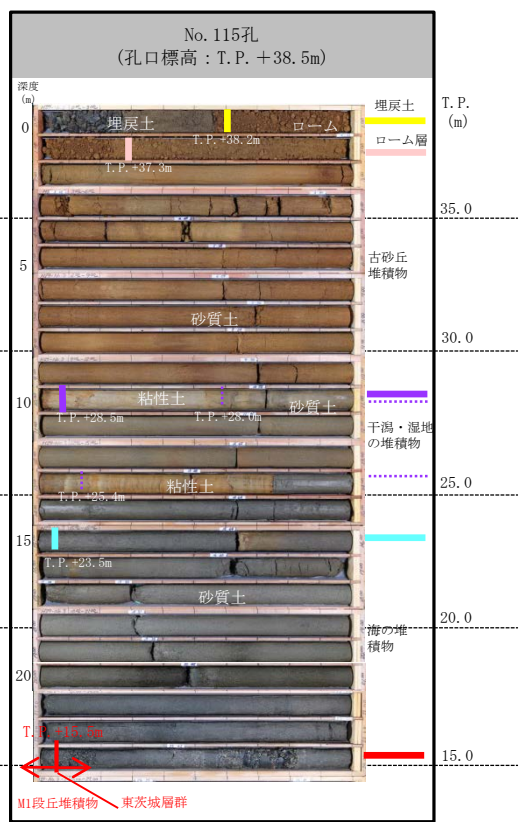 No.115孔
(孔口標高：T.P.＋38.5m)
深度
(m)
T.P.
(m)
0
埋戻土
ローム
埋戻土
T.P.+38.2m
ローム層
T.P.+37.3m
35.0
5
古砂丘
堆積物
砂質土
30.0
10
粘性土
砂質土
T.P.+28.5m
T.P.+28.0m
干潟・湿地
の堆積物
粘性土
25.0
T.P.+25.4m
15
T.P.+23.5m
砂質土
20.0
海の堆
積物
20
T.P.+15.5m
15.0
M1段丘堆積物
東茨城層群